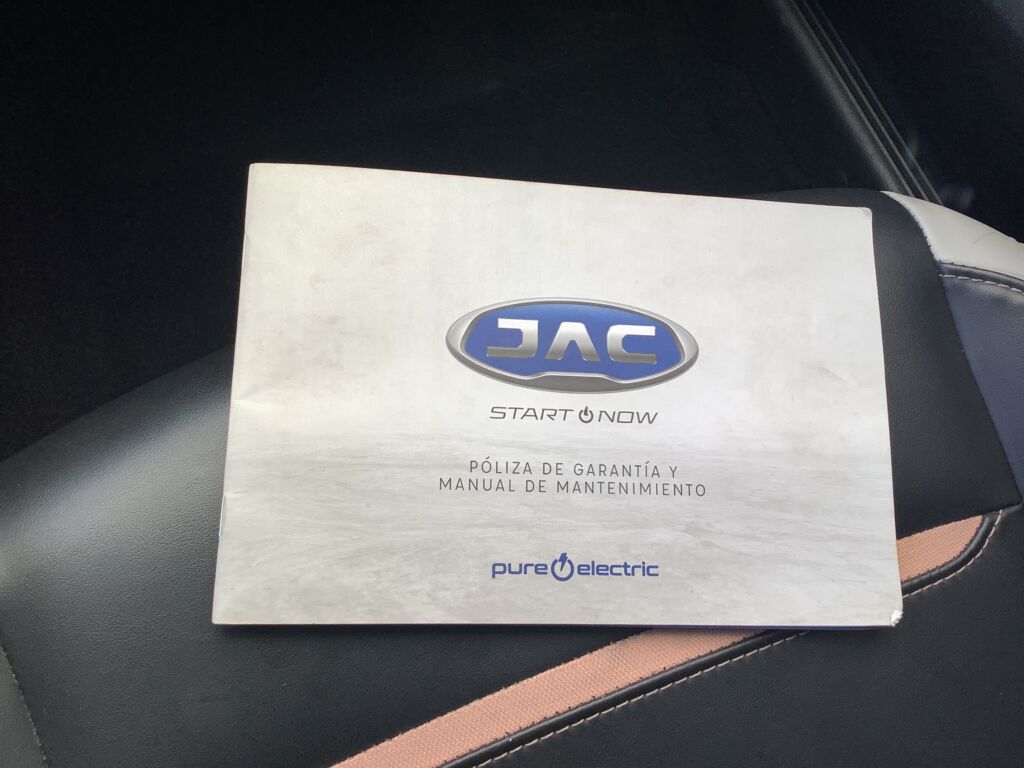 JAC
START NOW
PÓLIZA DE GARANTÍA Y
MANUAL DE MANTENIMIENTO
pure electric